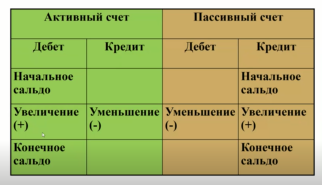 Активный счет Пассивный счет
Дебет Кредит Дебет Кредит
Начальное Начальное
сальдо сальдо
Увеличение Уменьшение Уменьшение Увеличение
(+) (-) (-) (+)
Конечное Конечное
сальдо сальдо